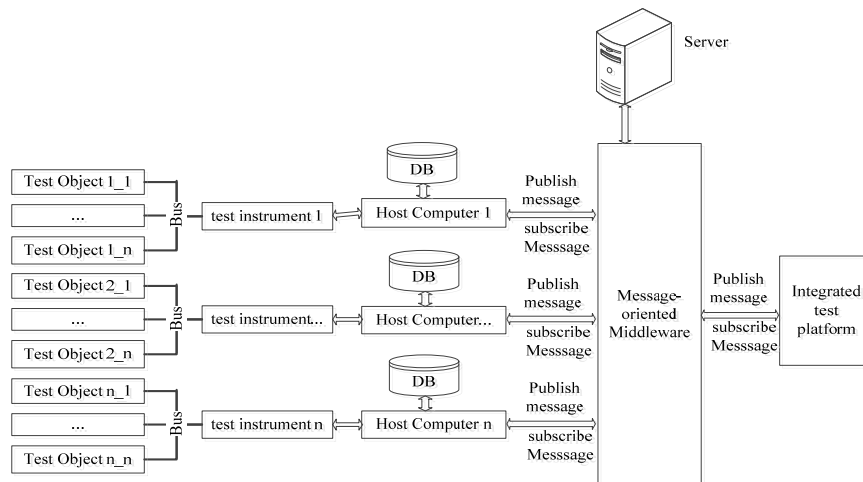 Server
Test Object 1_1
...
Test Object 1_n
Bus
test instrument 1
DB
Host Computer 1
Publish
message
subscribe
Messsage
Test Object 2_1
...
Test Object 2_n
Bus
test instrument...
DB
Host Computer...
Publish
message
subscribe
Messsage
Test Object n_1
...
Test Object n_n
Bus
test instrument n
DB
Host Computer n
Publish
message
subscribe
Messsage
Message-
oriented
Middleware
Publish
message
subscribe
Messsage
Integrated
test
platform